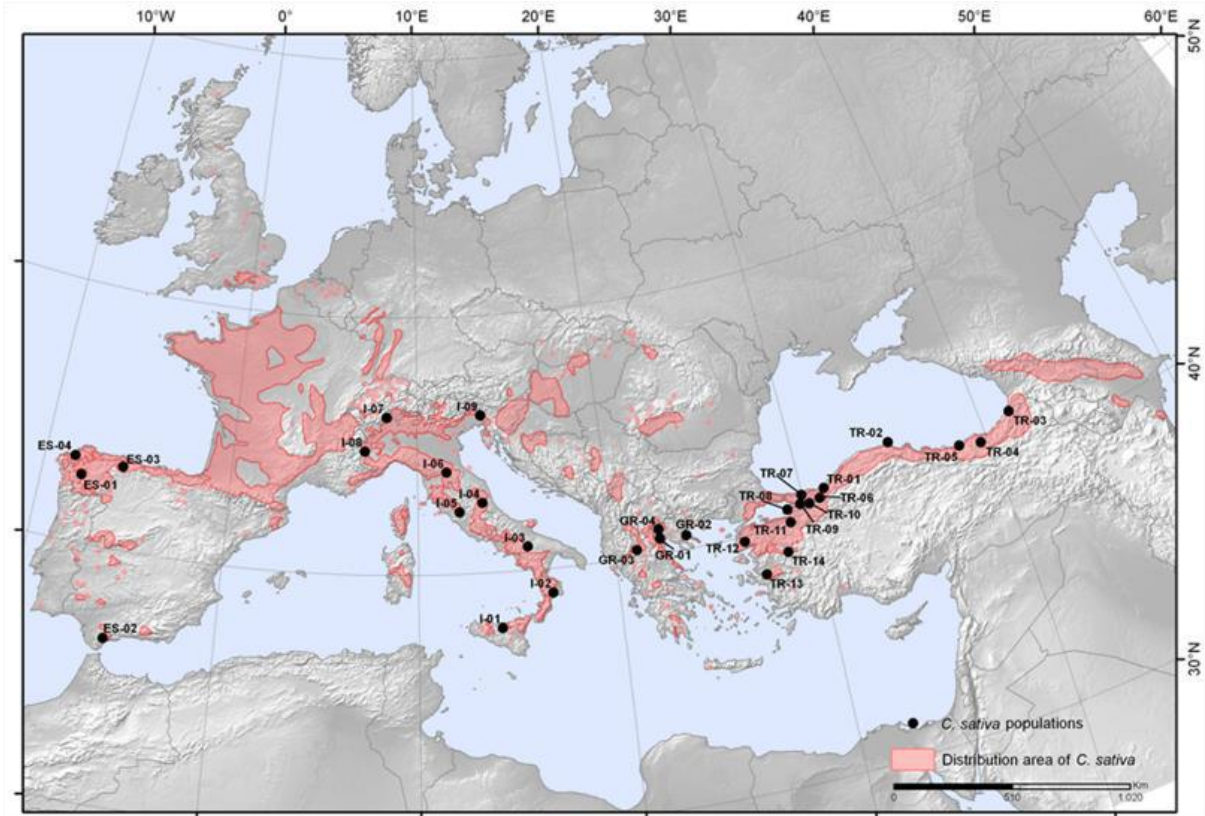 10°W 0° 10°E 20°E 30°E 40°E 50°E 60°E
50°N
40°N
30°N
I-09
I-07
TR-03
ES-04
ES-03
I-08
TR-02
TR-05
TR-04
ES-01
I-06
TR-07
TR-01
I-04
TR-08
TR-06
I-05
TR-10
GR-04
GR-02
TR-11
TR-09
I-03
TR-12
GR-03
GR-01
TR-14
TR-13
I-02
I-01
ES-02
C. sativa populations
Distribution area of C. sativa
Km
0 510 1.020